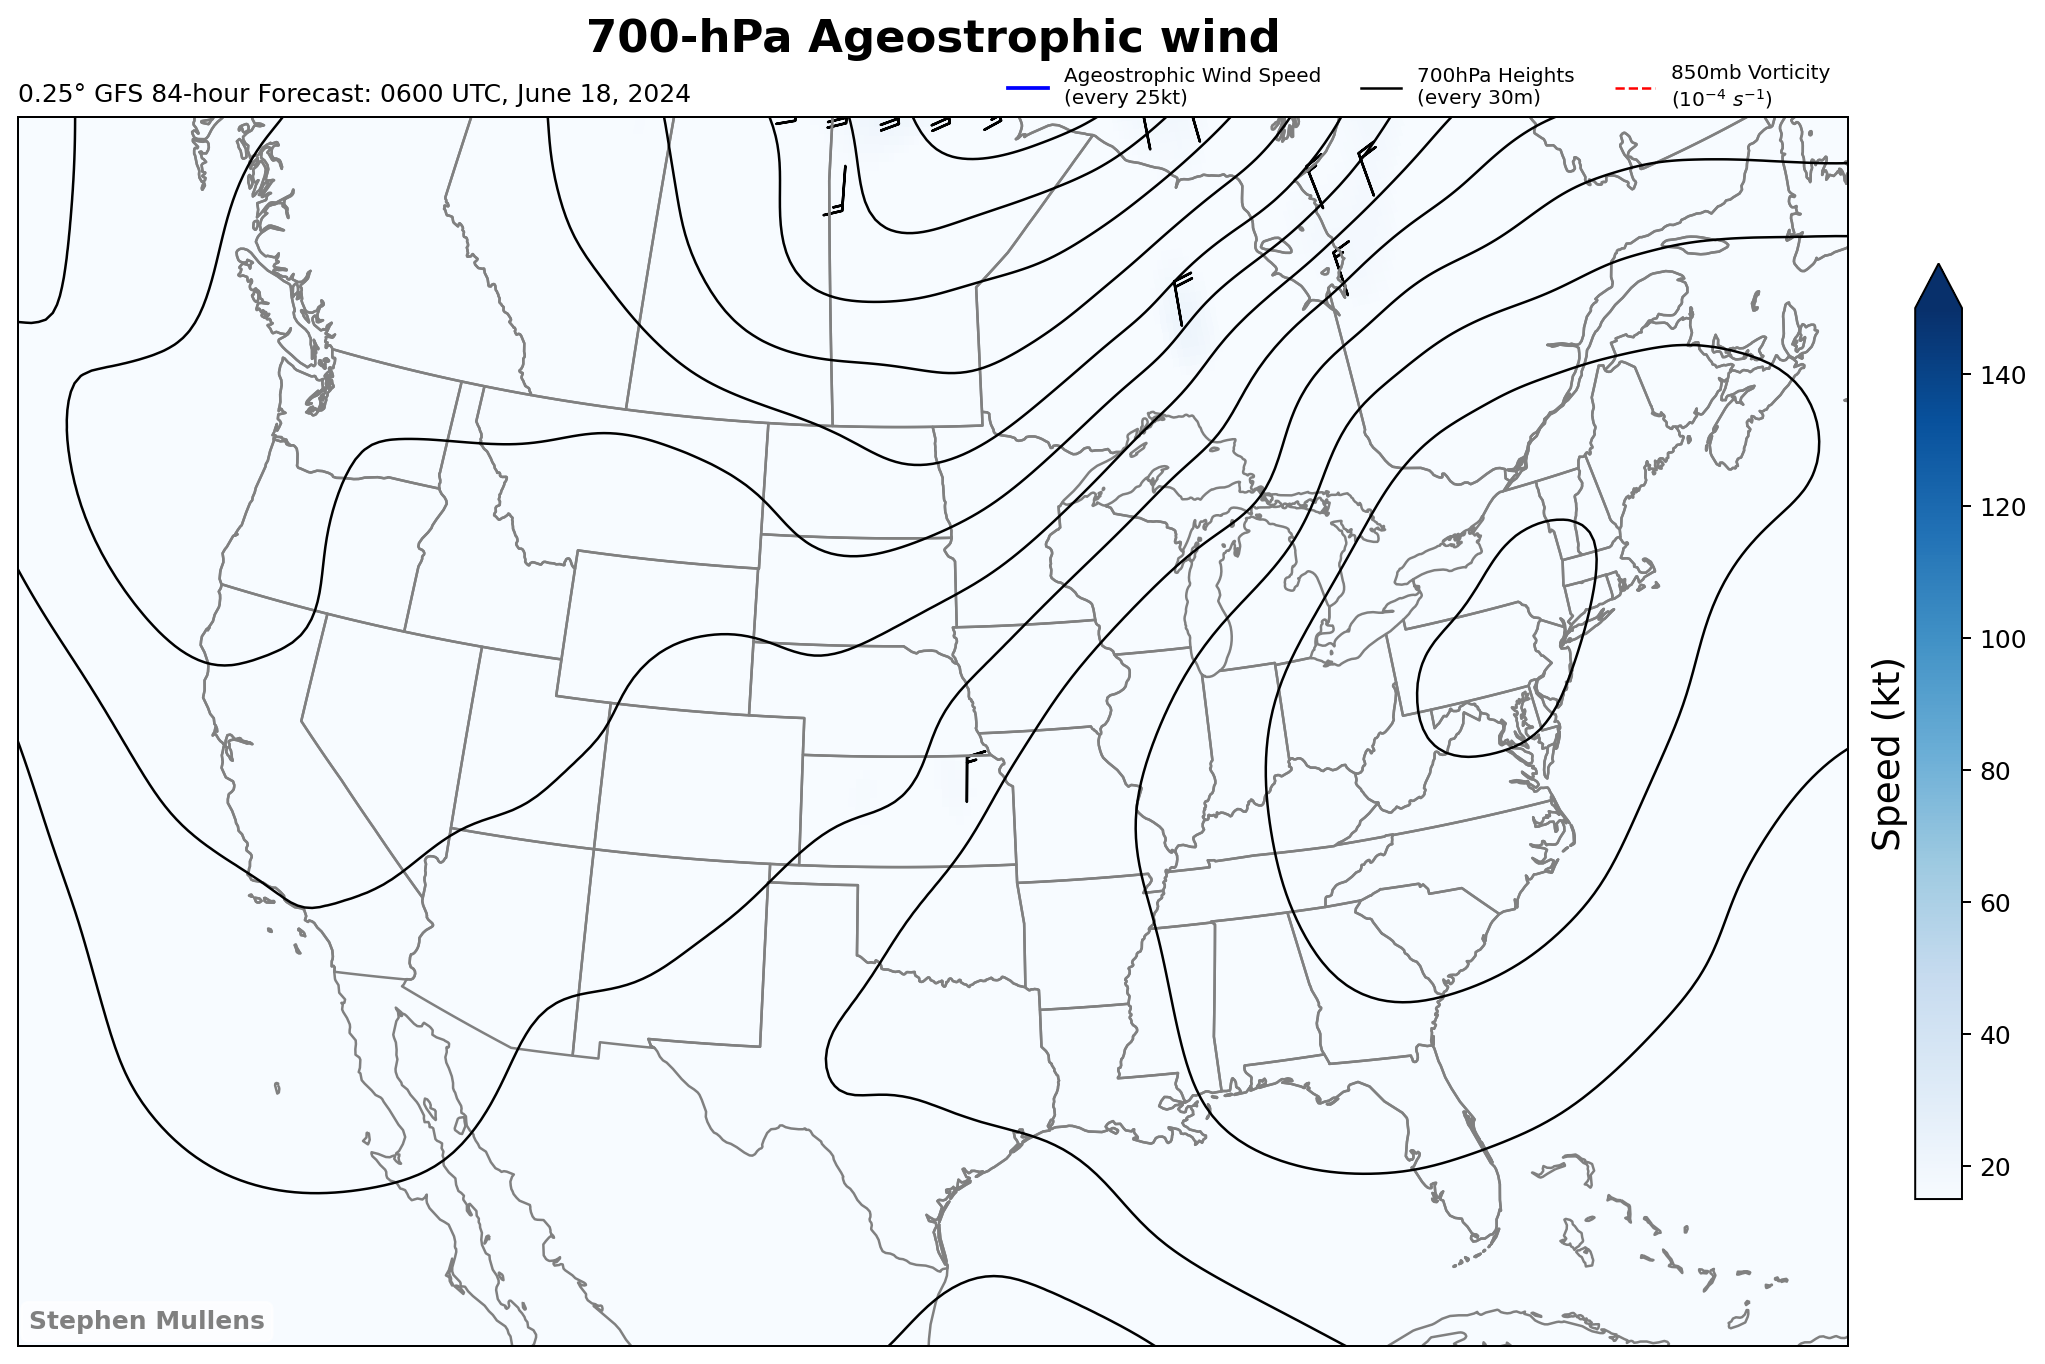 700-hPa Ageostrophic wind
0.25° GFS 84-hour Forecast: 0600 UTC, June 18, 2024
Ageostrophic Wind Speed
(every 25kt)
700hPa Heights
(every 30m)
850mb Vorticity
(10⁻⁴ s⁻¹)
140
120
100
80
60
40
20
Speed (kt)
Stephen Mullens